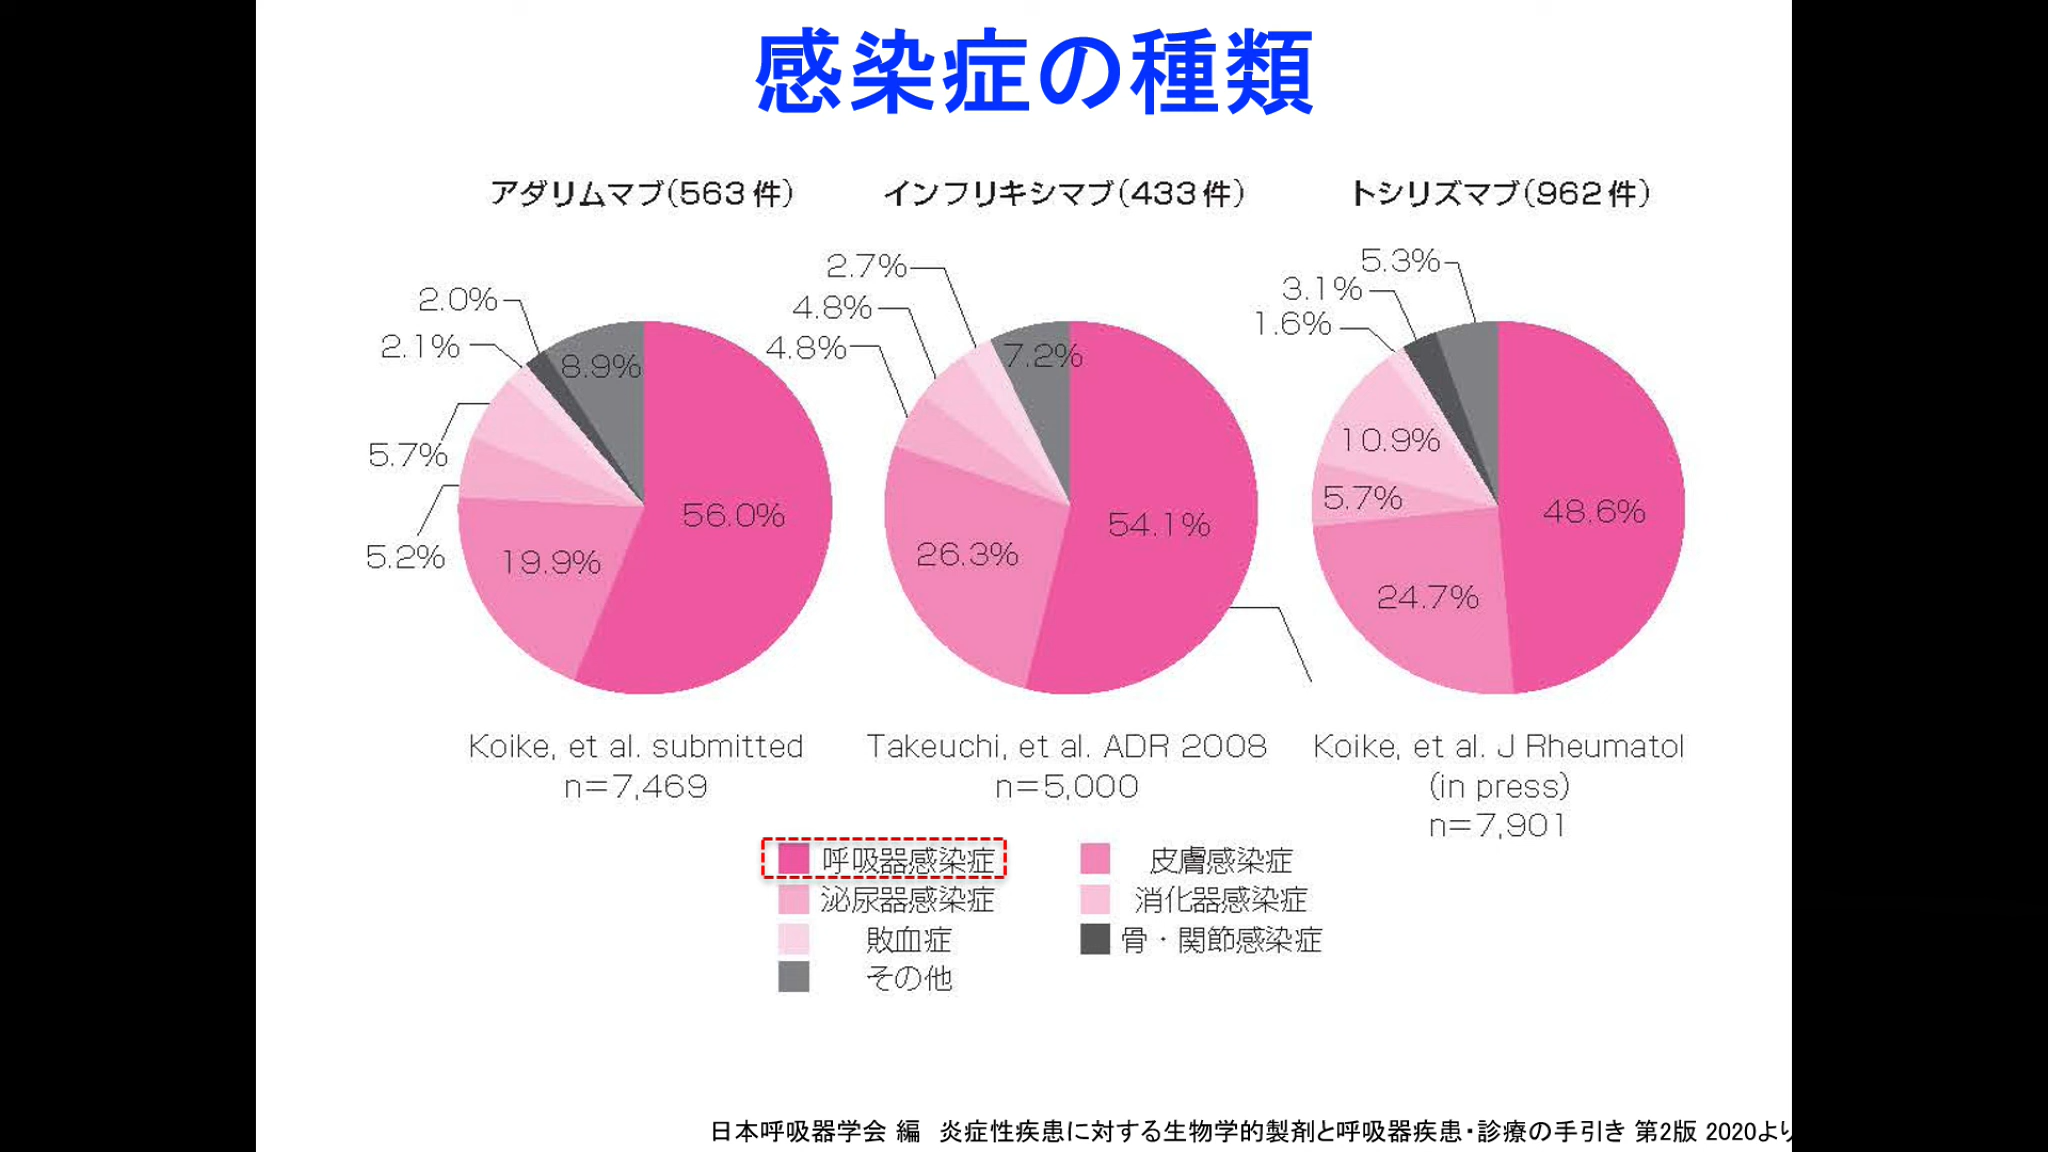 感染症の種類
アダリムマブ(563件)
2.0%
2.1%
8.9%
5.7%
5.2%
19.9%
56.0%
Koike, et al. submitted
n=7,469
インフリキシマブ(433件)
2.7%
4.8%
4.8%
7.2%
26.3%
54.1%
Takeuchi, et al. ADR 2008
n=5,000
トシリズマブ(962件)
5.3%
3.1%
1.6%
10.9%
5.7%
24.7%
48.6%
Koike, et al. J Rheumatol
(in press)
n=7,901
呼吸器感染症
皮膚感染症
泌尿器感染症
消化器感染症
敗血症
骨・関節感染症
その他
日本呼吸器学会 編 炎症性疾患に対する生物学的製剤と呼吸器疾患・診療の手引き 第2版 2020より